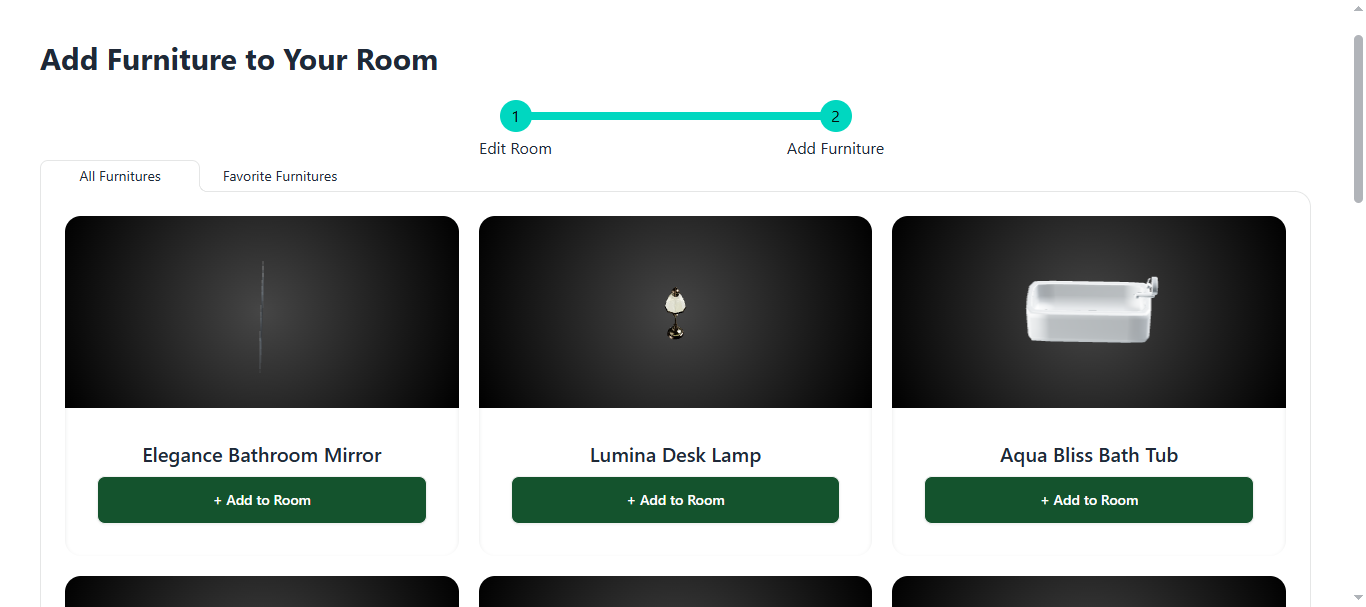 Add Furniture to Your Room
1
2
Edit Room
Add Furniture
All Furnitures
Favorite Furnitures
Elegance Bathroom Mirror
+ Add to Room
Lumina Desk Lamp
+ Add to Room
Aqua Bliss Bath Tub
+ Add to Room